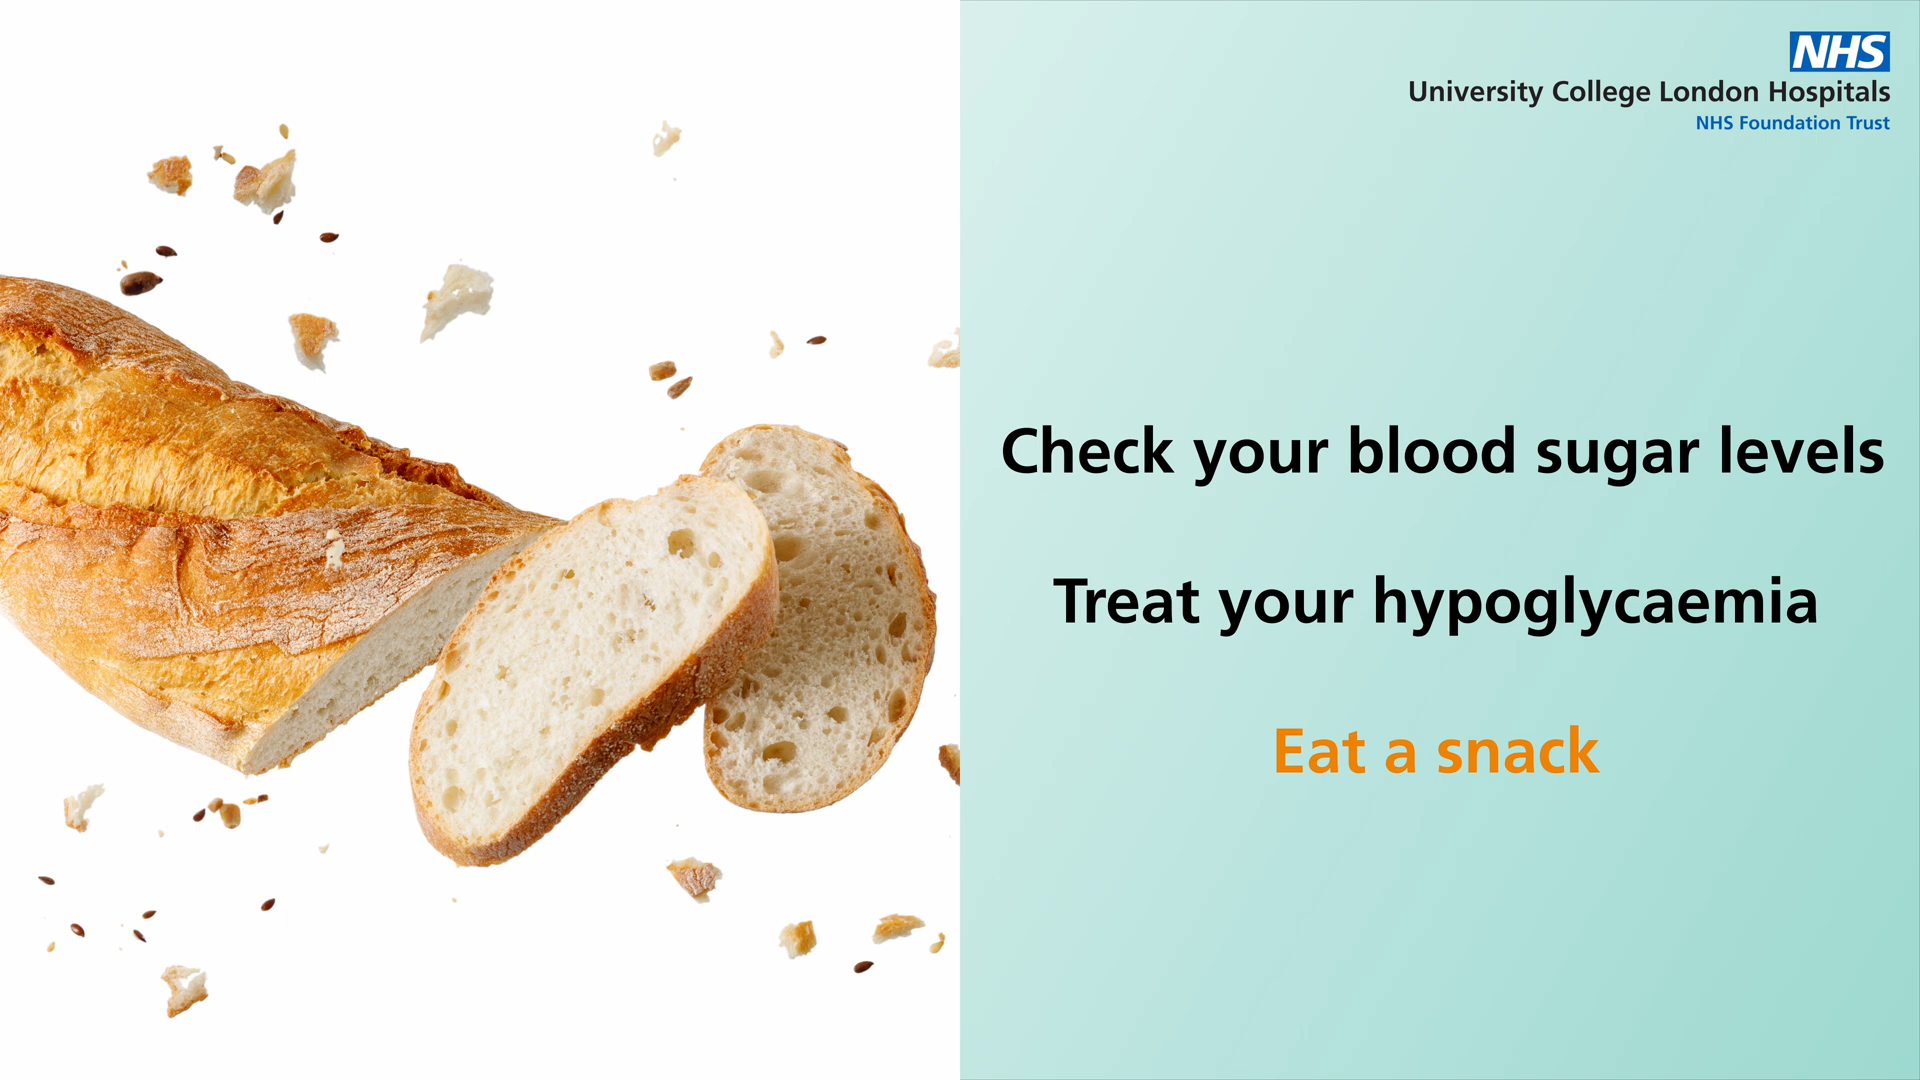 NHS
University College London Hospitals
NHS Foundation Trust
Check your blood sugar levels
Treat your hypoglycaemia
Eat a snack